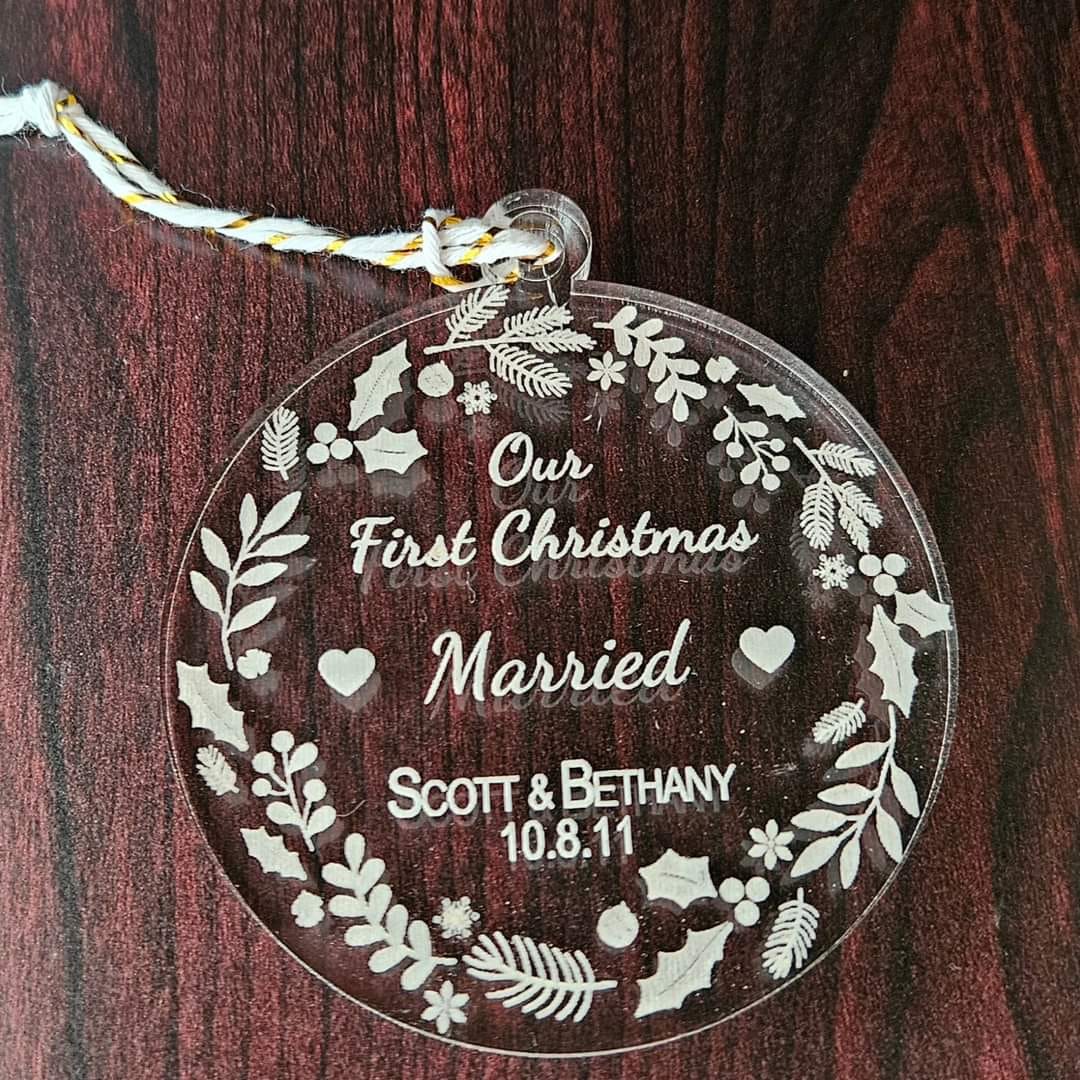 Our
First Christmas
Married
SCOTT & BETHANY
10.8.11